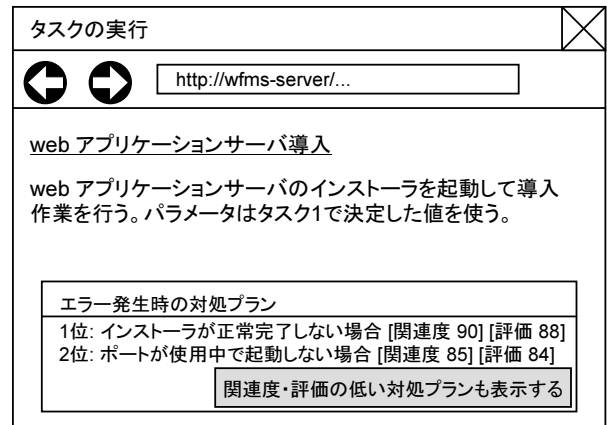 タスクの実行
http://wfms-server/...
web アプリケーションサーバ導入
web アプリケーションサーバのインストーラを起動して導入
作業を行う。パラメータはタスク1で決定した値を使う。
エラー発生時の対処プラン
1位: インストーラが正常完了しない場合 [関連度 90] [評価 88]
2位: ポートが使用中で起動しない場合 [関連度 85] [評価 84]
関連度・評価の低い対処プランも表示する